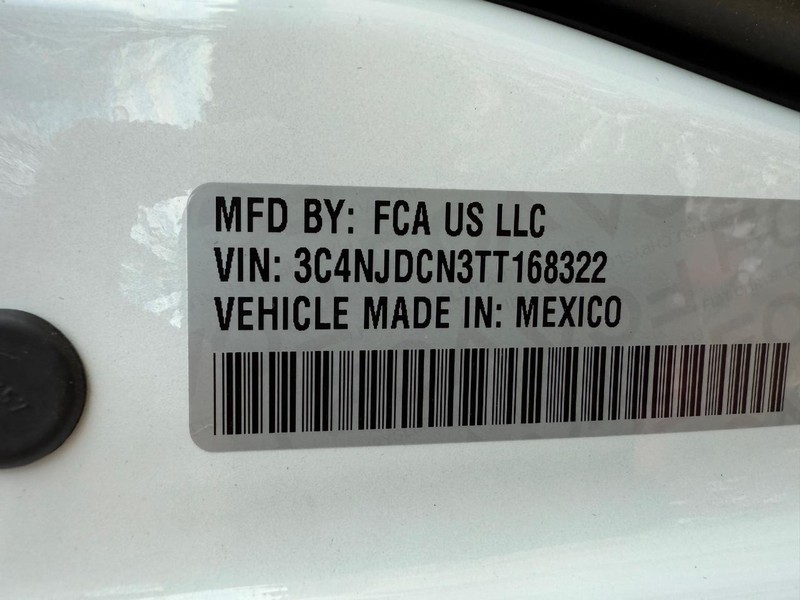 MFD BY: FCA US LLC
VIN: 3C4NJDCN3TT168322
VEHICLE MADE IN: MEXICO